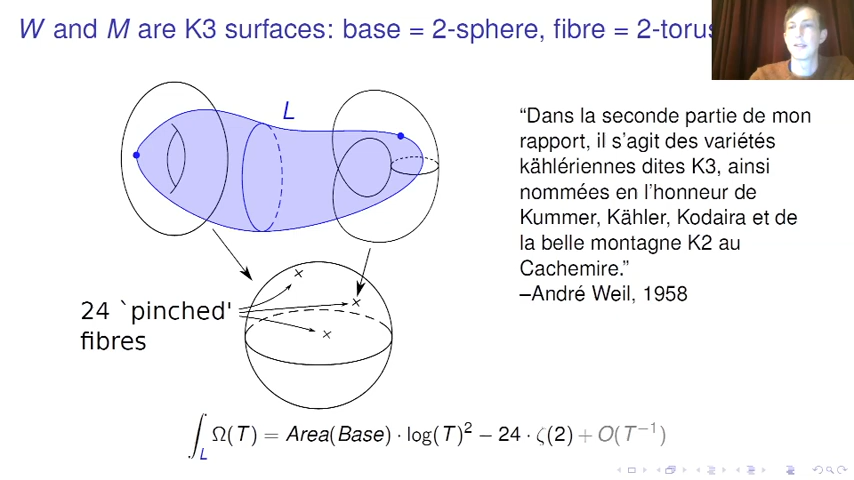 W and M are K3 surfaces: base = 2-sphere, fibre = 2-torus
L
“Dans la seconde partie de mon
rapport, il s’agit des variétés
kählériennes dites K3, ainsi
nommées en l’honneur de
Kummer, Kähler, Kodaira et de
la belle montagne K2 au
Cachemire.”
–André Weil, 1958
24 `pinched'
fibres
∫_L Ω(T) = Area(Base) · log(T)² − 24 · ζ(2) + O(T⁻¹)